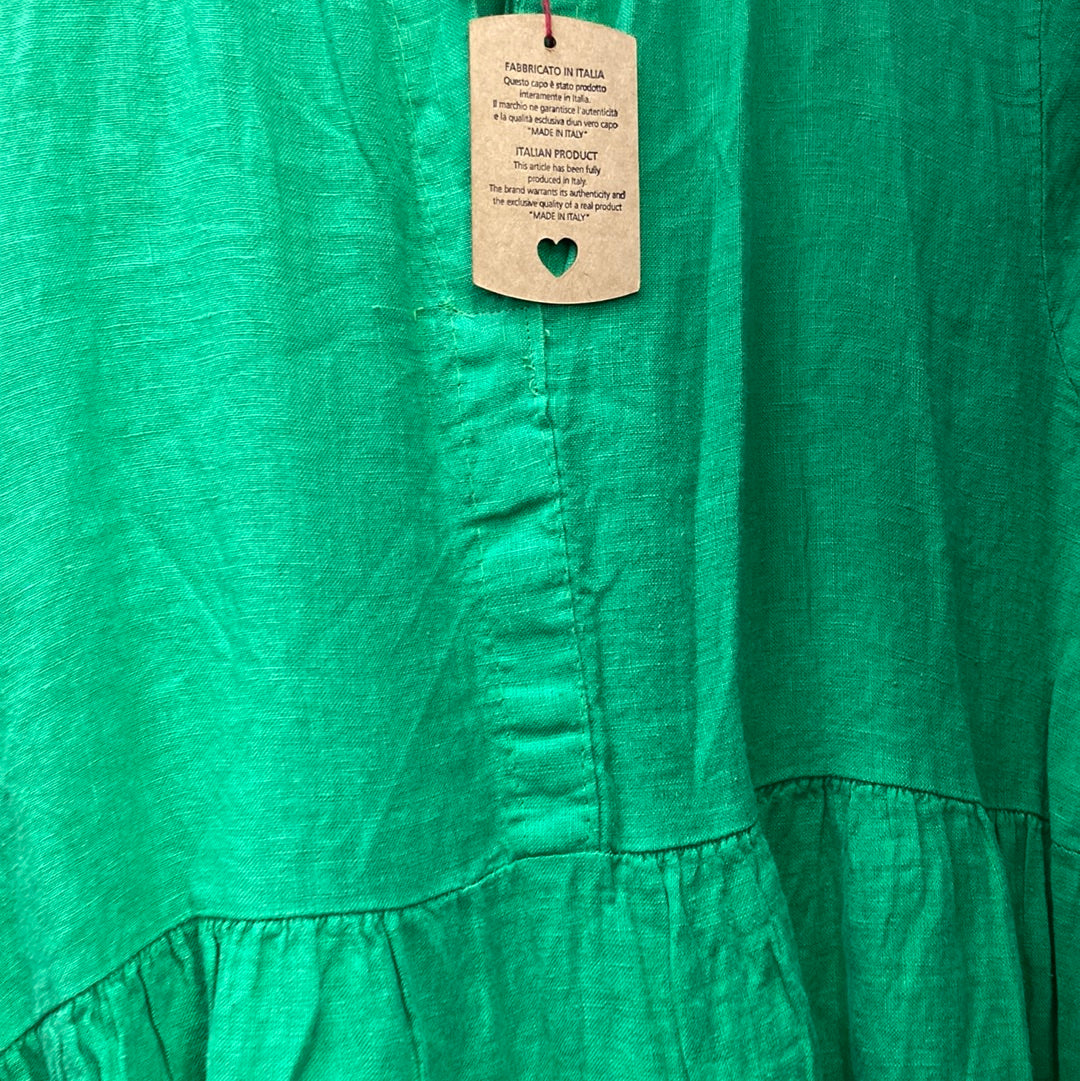 FABBRICATO IN ITALIA
Questo capo è stato prodotto
interamente in Italia.
Il marchio ne garantisce l'autenticità
e la qualità esclusiva diun vero capo
"MADE IN ITALY"
ITALIAN PRODUCT
This article has been fully
produced in Italy.
The brand warrants its authenticity and
the exclusive quality of a real product
"MADE IN ITALY"